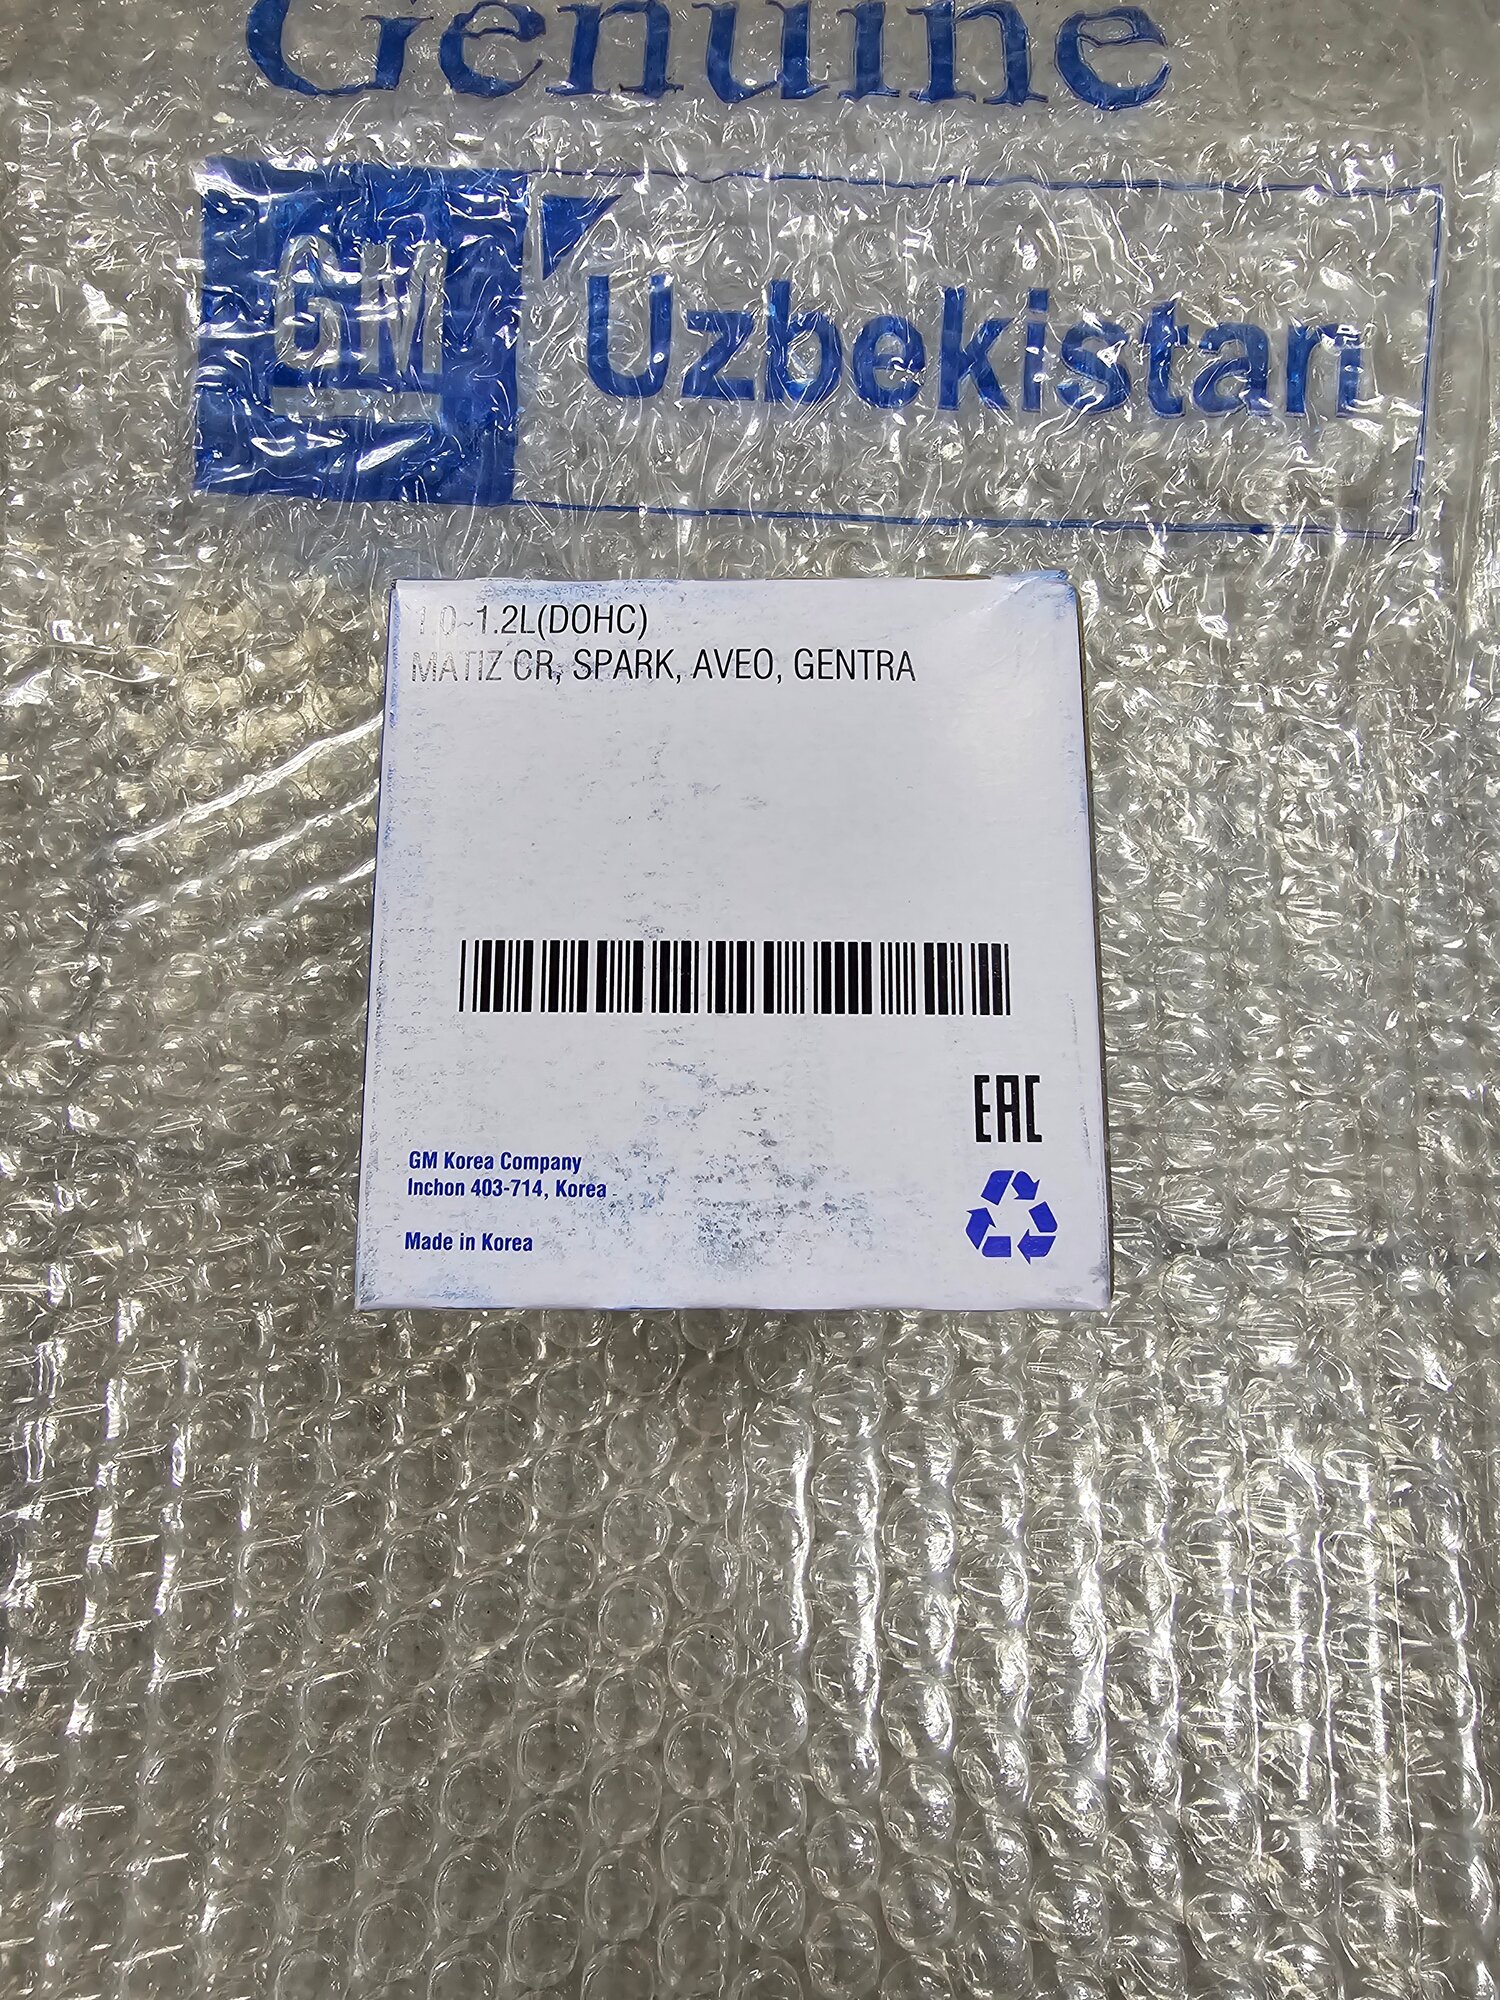 Genuine
GM Uzbekistan
1.0~1.2L(DOHC)
MATIZ CR, SPARK, AVEO, GENTRA
EAC
GM Korea Company
Inchon 403-714, Korea
Made in Korea